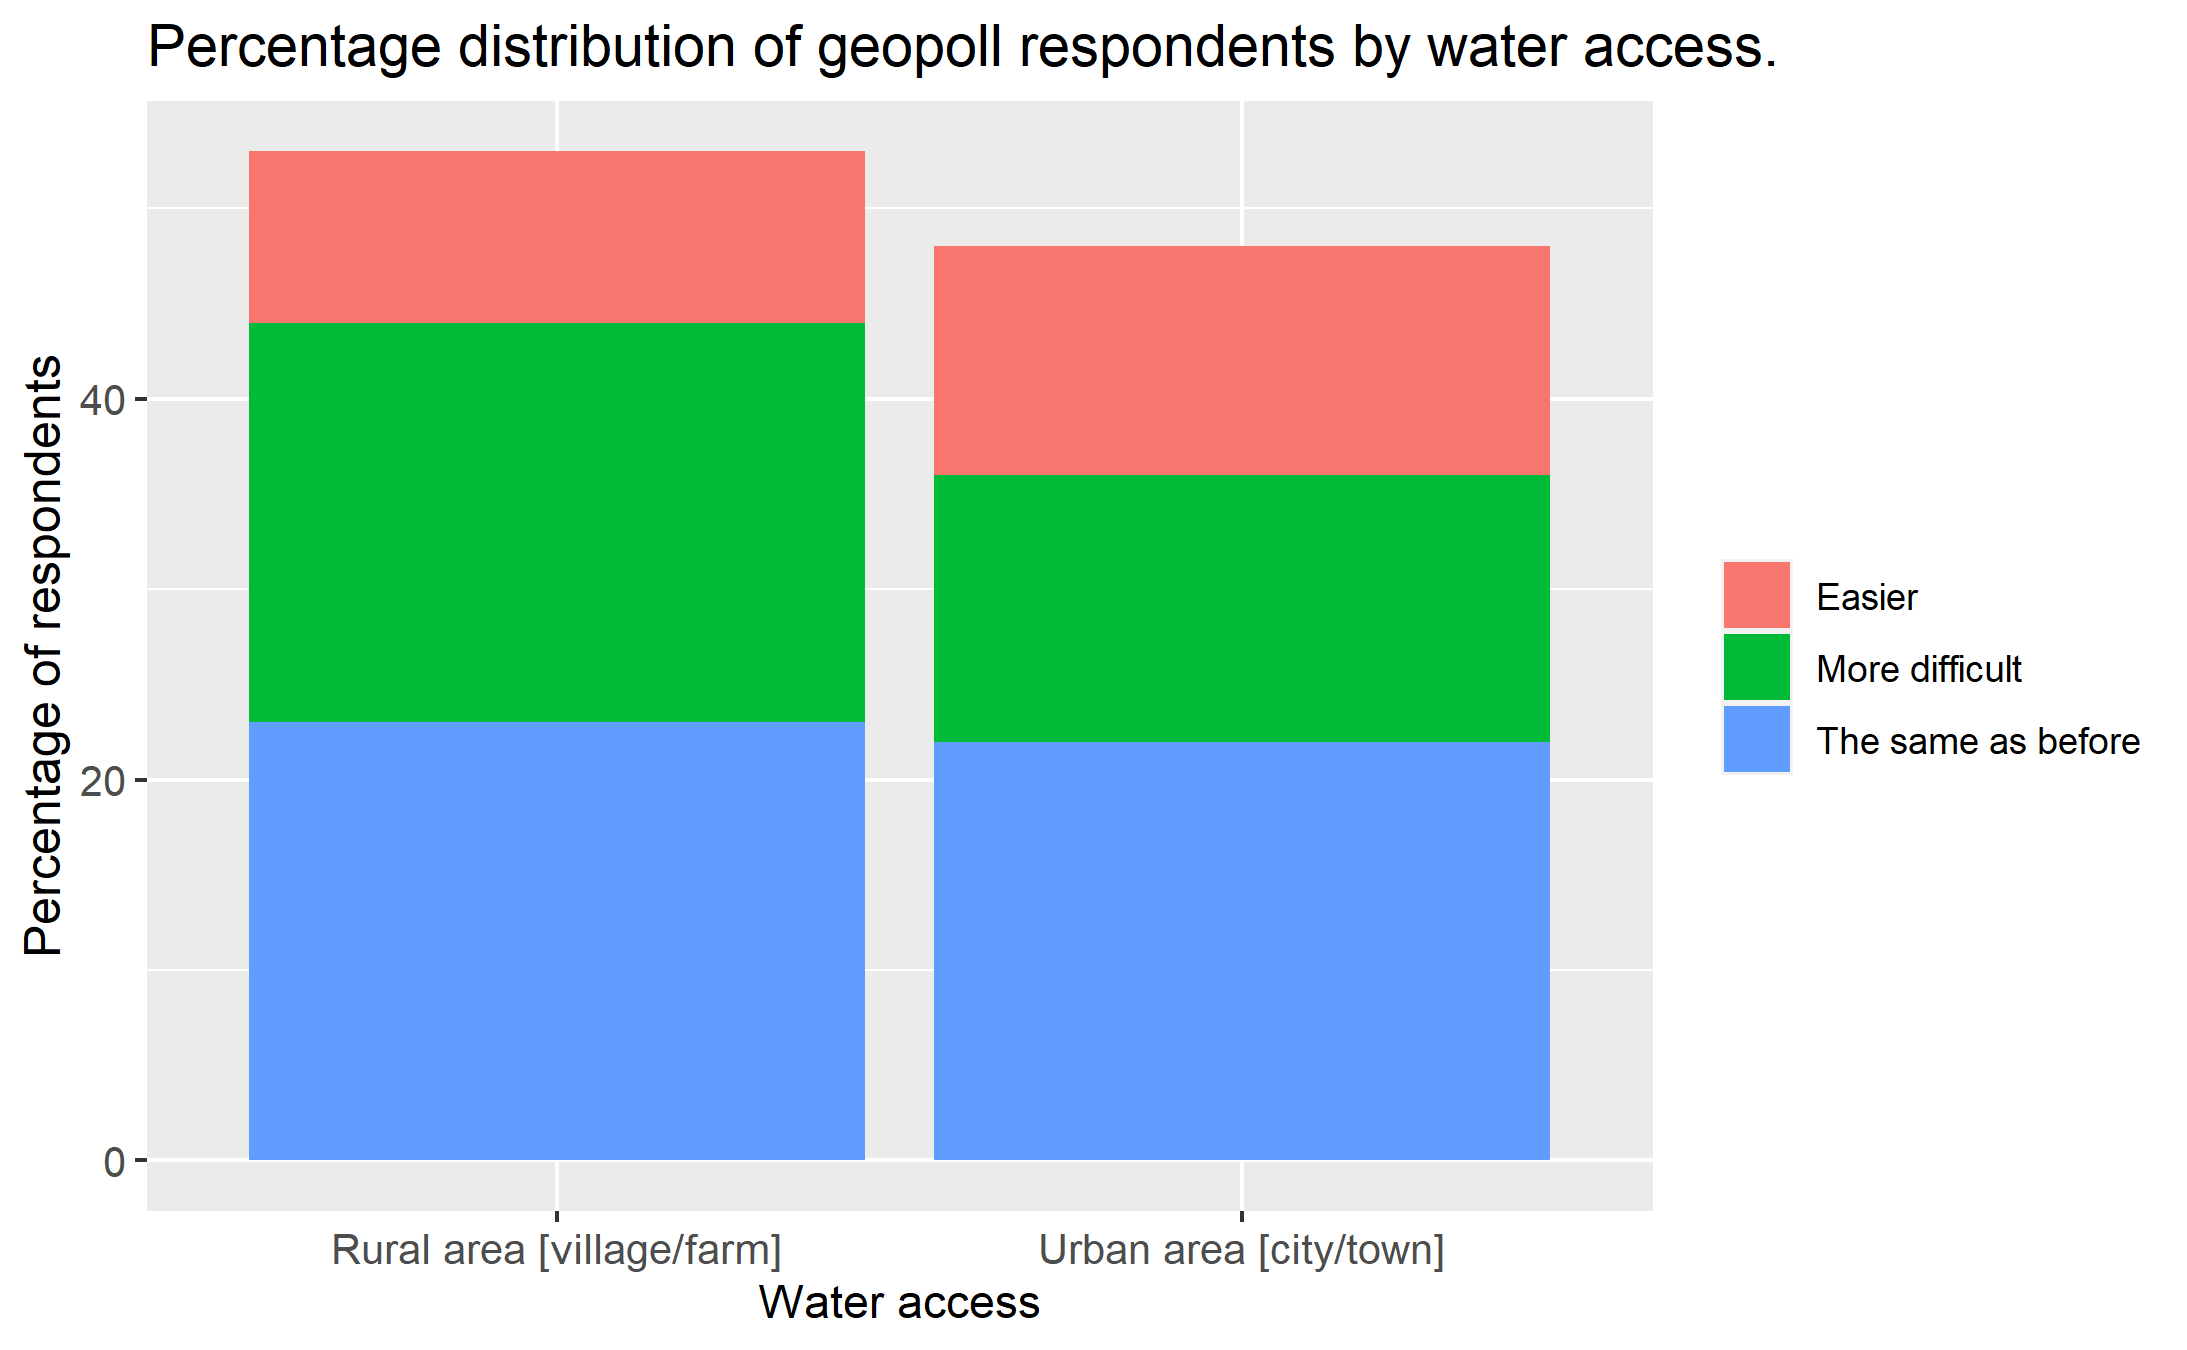 Percentage distribution of geopoll respondents by water access.
Percentage of respondents
40
20
0
Rural area [village/farm]
Urban area [city/town]
Water access
Easier
More difficult
The same as before